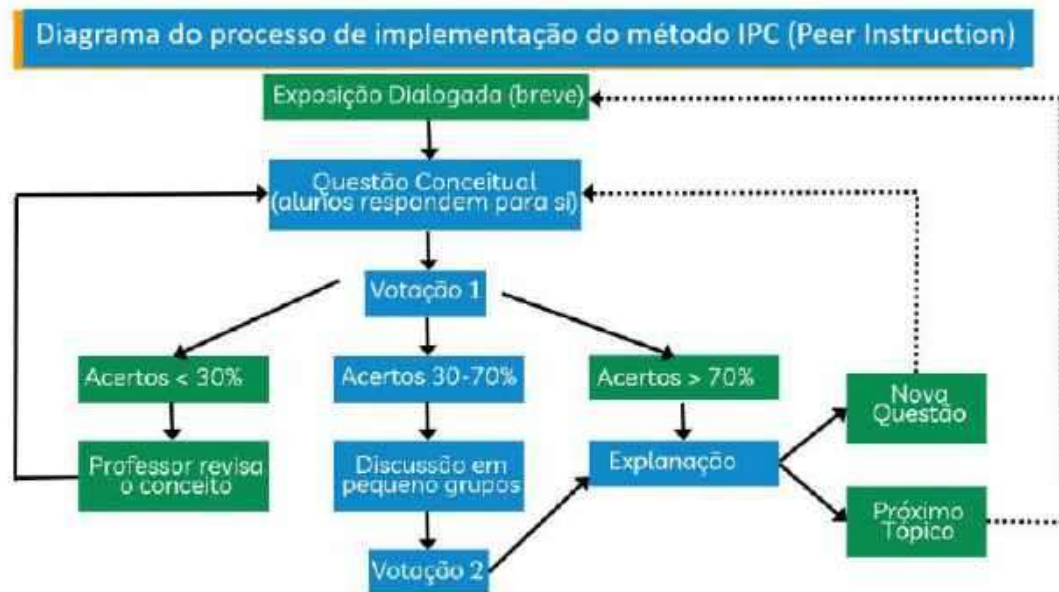 Diagrama do processo de implementação do método IPC (Peer Instruction)
Exposição Dialogada (breve)
Questão Conceitual
(alunos respondem para si)
Votação 1
Acertos < 30%
Acertos 30-70%
Acertos > 70%
Nova
Questão
Professor revisa
o conceito
Discussão em
pequeno grupos
Explanação
Próximo
Tópico
Votação 2